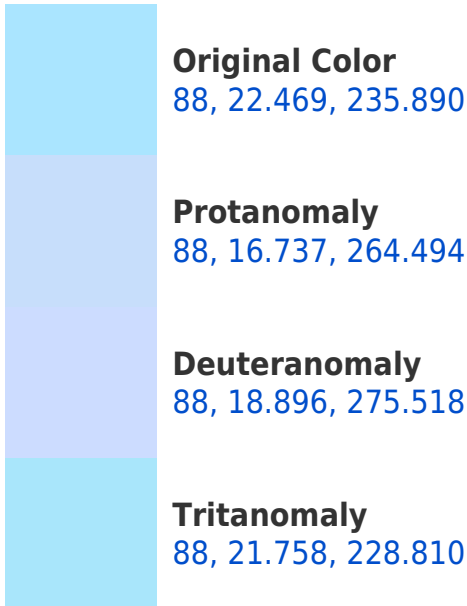 Original Color
88, 22.469, 235.890
Protanomaly
88, 16.737, 264.494
Deuteranomaly
88, 18.896, 275.518
Tritanomaly
88, 21.758, 228.810